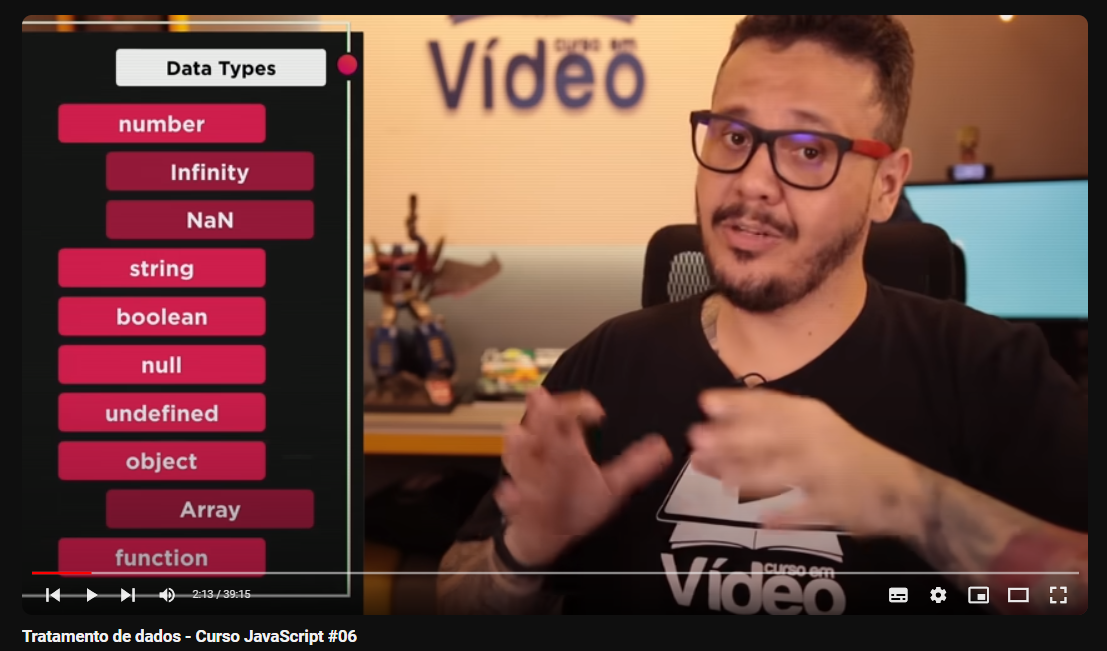 Data Types
number
Infinity
NaN
string
boolean
null
undefined
object
Array
function
curso em
Vídeo
curso em
Vídeo
2:13 / 39:15
Tratamento de dados - Curso JavaScript #06